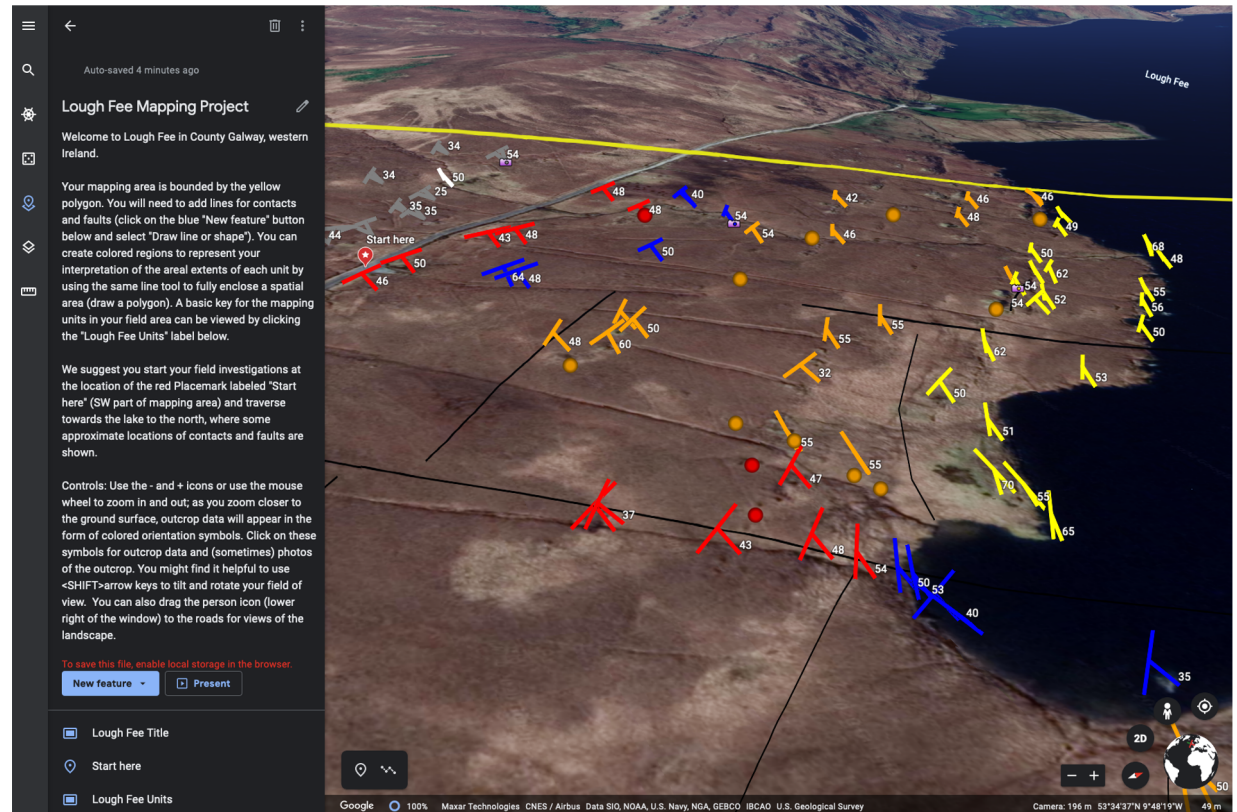 Auto-saved 4 minutes ago
Lough Fee Mapping Project
Welcome to Lough Fee in County Galway, western
Ireland.
Your mapping area is bounded by the yellow
polygon. You will need to add lines for contacts
and faults (click on the blue "New feature" button
below and select "Draw line or shape"). You can
create colored regions to represent your
interpretation of the areal extents of each unit by
using the same line tool to fully enclose a spatial
area (draw a polygon). A basic key for the mapping
units in your field area can be viewed by clicking
the "Lough Fee Units" label below.
We suggest you start your field investigations at
the location of the red Placemark labeled "Start
here" (SW part of mapping area) and traverse
towards the lake to the north, where some
approximate locations of contacts and faults are
shown.
Controls: Use the - and + icons or use the mouse
wheel to zoom in and out; as you zoom closer to
the ground surface, outcrop data will appear in the
form of colored orientation symbols. Click on these
symbols for outcrop data and (sometimes) photos
of the outcrop. You might find it helpful to use
<SHIFT>arrow keys to tilt and rotate your field of
view. You can also drag the person icon (lower
right of the window) to the roads for views of the
landscape.
To save this file, enable local storage in the browser.
New feature
Present
Lough Fee Title
Start here
Lough Fee Units
Lough Fee
34
54
34
50
25
35
35
44
Start here
46
50
43
48
48
48
40
54
50
64
48
54
42
46
46
48
46
49
50
62
54
54
52
68
48
55
56
50
48
50
60
55
55
32
62
50
53
51
55
55
47
70
55
65
37
43
48
54
50
53
40
35
50
2D
Google
100%
Maxar Technologies CNES / Airbus Data SIO, NOAA, U.S. Navy, NGA, GEBCO IBCAO U.S. Geological Survey
Camera: 196 m 53°34'37"N 9°48'19"W
49 m